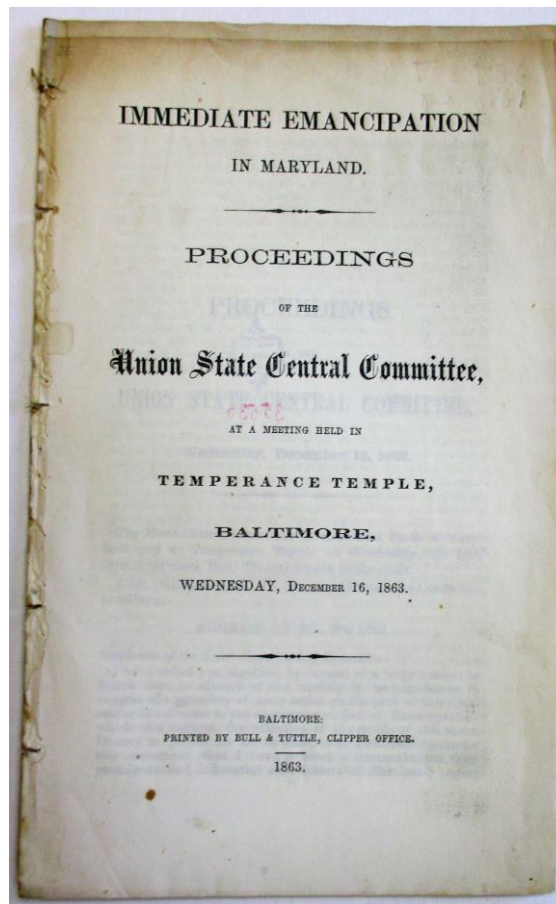 IMMEDIATE EMANCIPATION
IN MARYLAND.
PROCEEDINGS
OF THE
Union State Central Committee,
AT A MEETING HELD IN
TEMPERANCE TEMPLE,
BALTIMORE,
WEDNESDAY, DECEMBER 16, 1863.
BALTIMORE:
PRINTED BY BULL & TUTTLE, CLIPPER OFFICE.
1863.